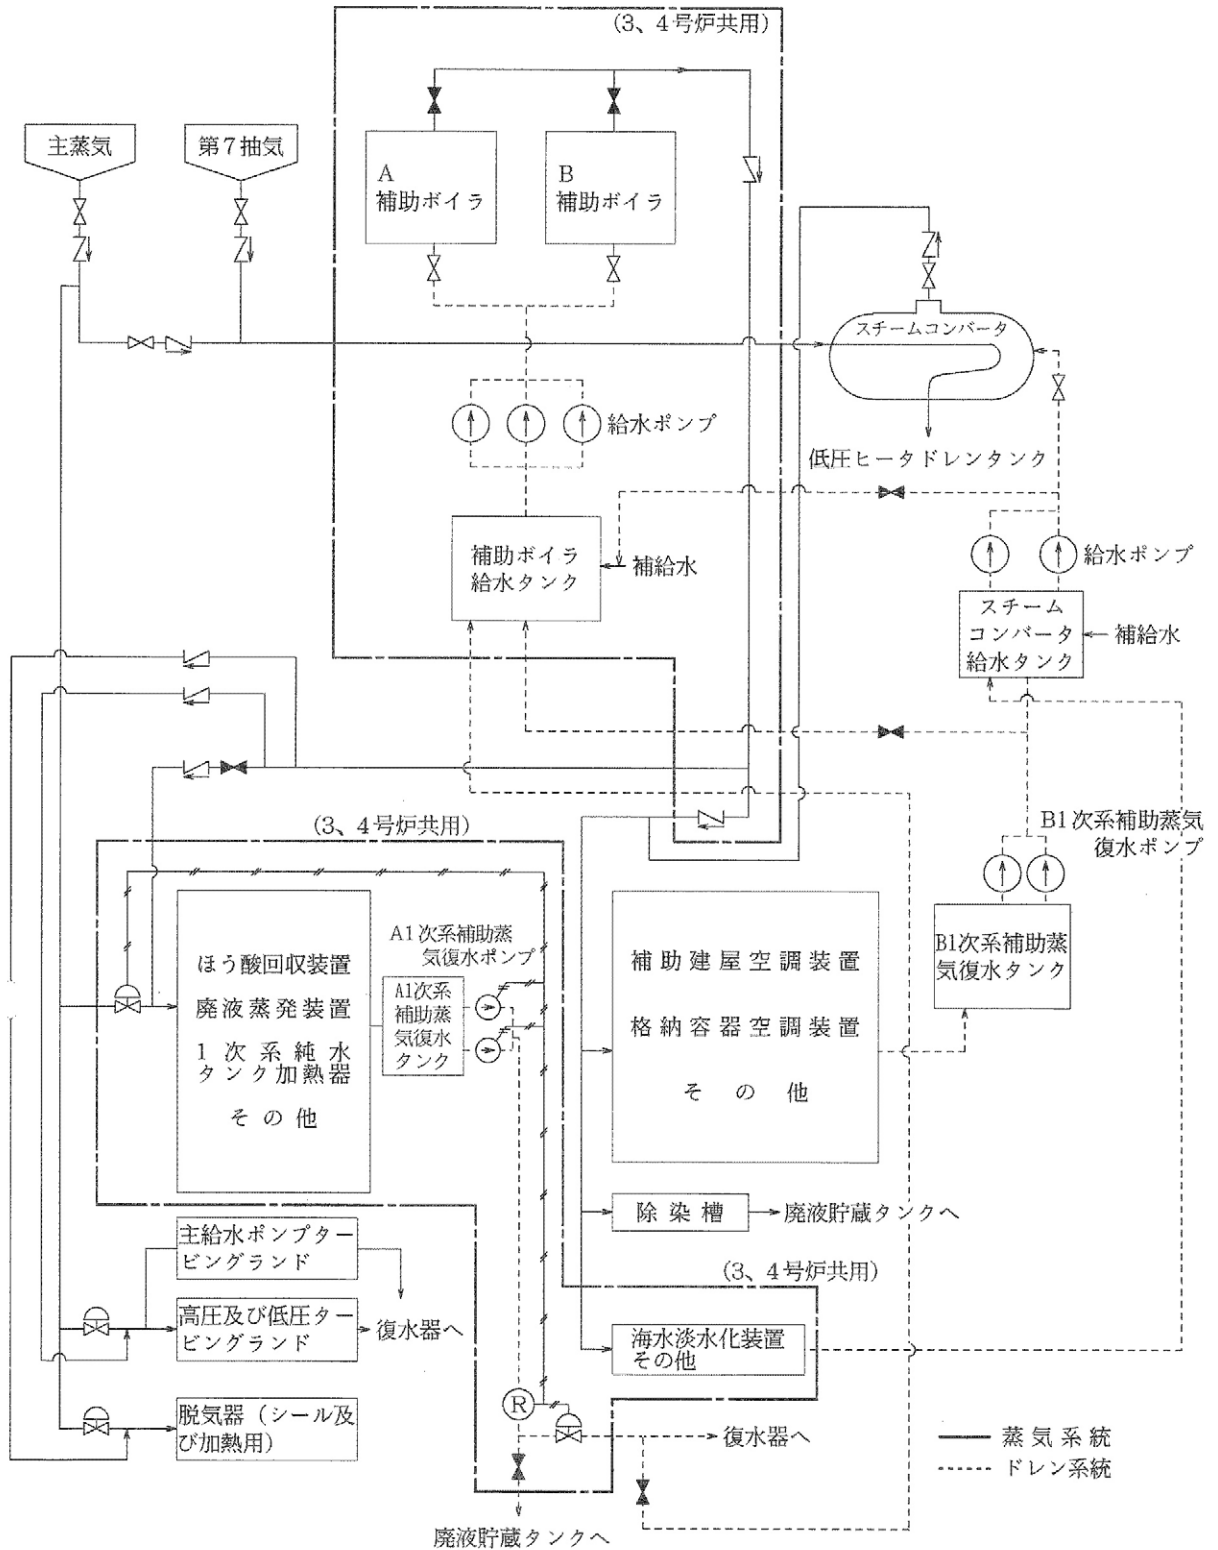 (3、4号炉共用)
主蒸気
第7抽気
A
補助ボイラ
B
補助ボイラ
スチームコンバータ
給水ポンプ
低圧ヒータドレンタンク
補助ボイラ
給水タンク
補給水
給水ポンプ
スチーム
コンバータ
給水タンク
補給水
B1次系補助蒸気
復水ポンプ
(3、4号炉共用)
ほう酸回収装置
廃液蒸発装置
1次系純水
タンク加熱器
その他
A1次系補助蒸
気復水ポンプ
A1次系
補助蒸
気復水
タンク
補助建屋空調装置
格納容器空調装置
その他
B1次系補助蒸
気復水タンク
除染槽
廃液貯蔵タンクへ
主給水ポンプター
ビングランド
高圧及び低圧ター
ビングランド
復水器へ
(3、4号炉共用)
海水淡水化装置
その他
脱気器(シール及
び加熱用)
R
復水器へ
廃液貯蔵タンクへ
蒸気系統
ドレン系統